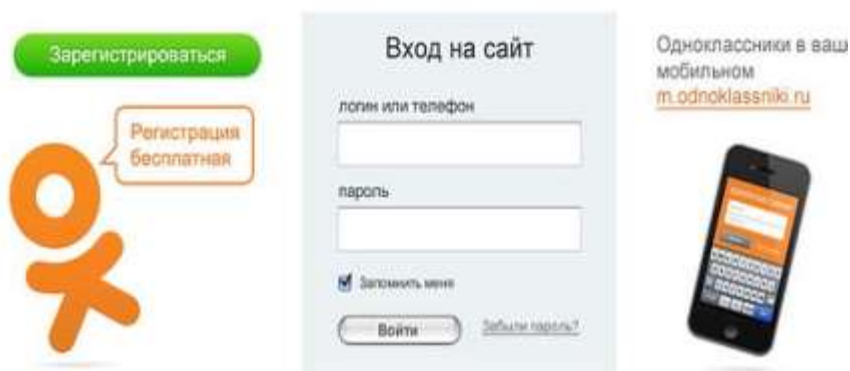 Зарегистрироваться
Регистрация
бесплатная
Вход на сайт
логин или телефон
пароль
Запомнить меня
Войти
Забыли пароль?
Одноклассники в ваш
мобильном
m.odnoklassniki.ru